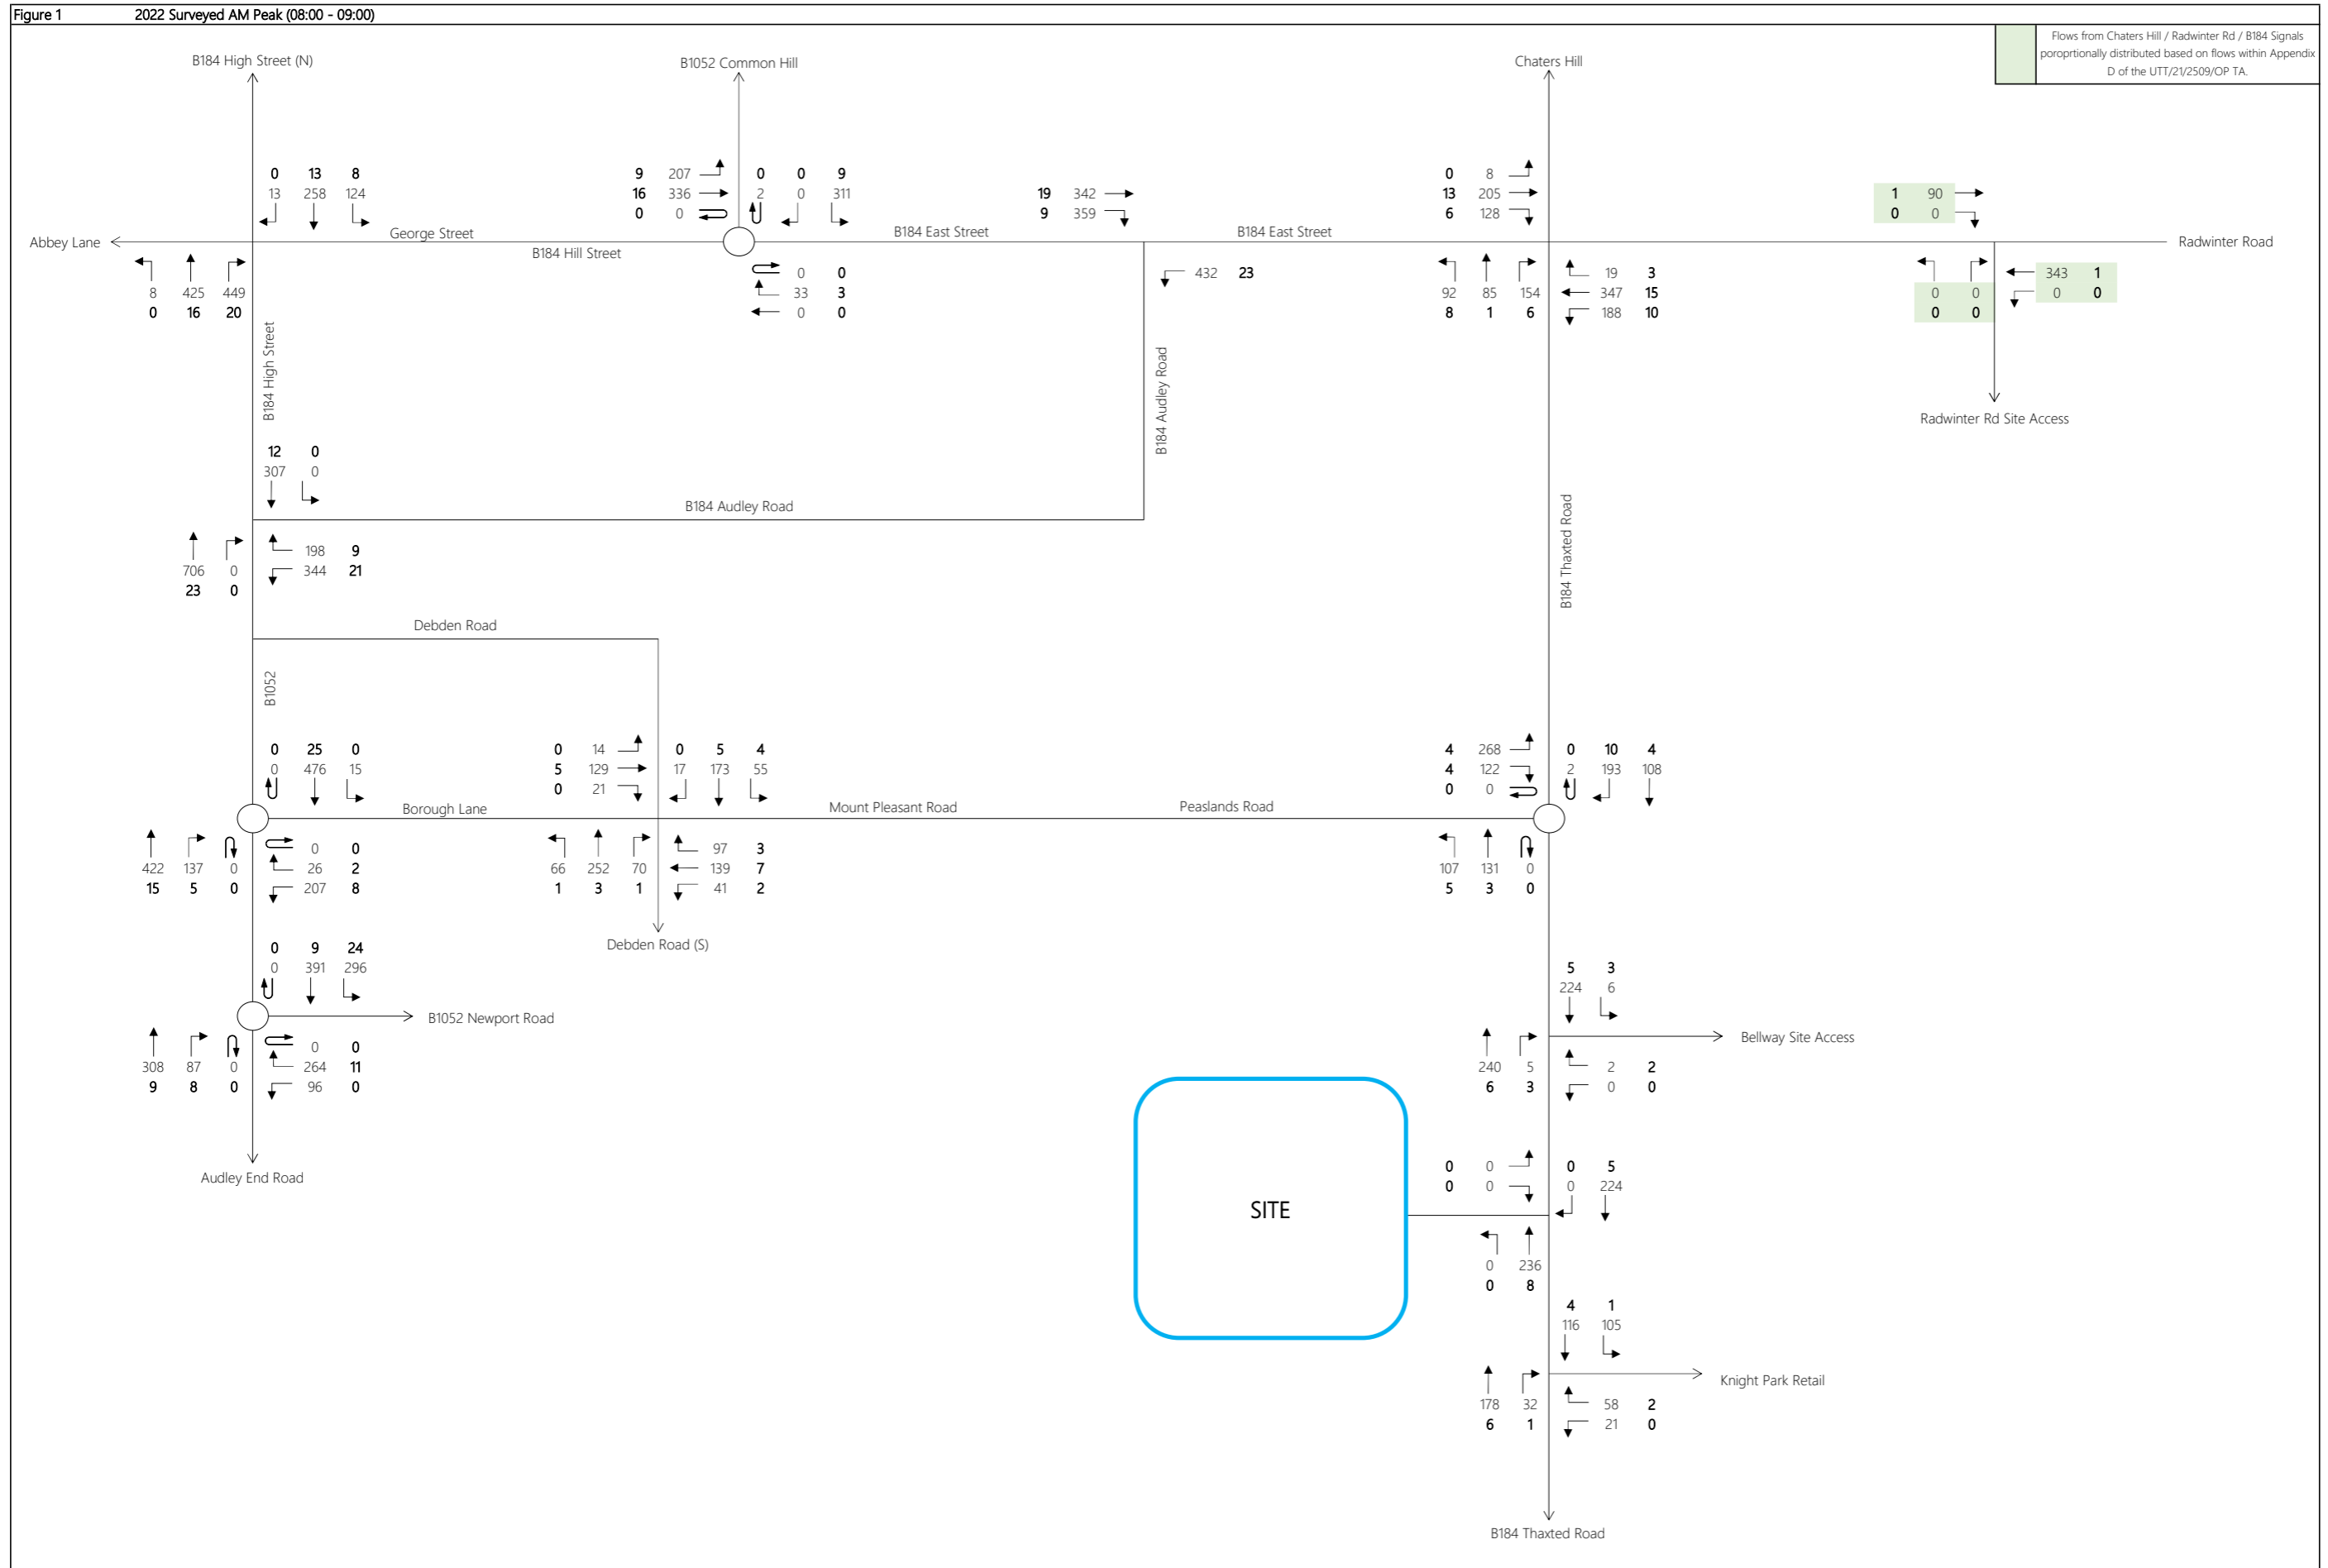 Figure 1 2022 Surveyed AM Peak (08:00 - 09:00)
Flows from Chaters Hill / Radwinter Rd / B184 Signals
poroprtionally distributed based on flows within Appendix
D of the UTT/21/2509/OP TA.
B184 High Street (N)
B1052 Common Hill
Chaters Hill
0 13 8
13 258 124
9 207
16 336
0 0
0 0 9
2 0 311
19 342
9 359
0 8
13 205
6 128
1 90
0 0
Abbey Lane
George Street
B184 Hill Street
B184 East Street
B184 East Street
Radwinter Road
8 425 449
0 16 20
0 0
33 3
0 0
432 23
92 85 154
8 1 6
19 3
347 15
188 10
0 0
0 0
343 1
0 0
B184 High Street
B184 Audley Road
Radwinter Rd Site Access
12 0
307 0
B184 Audley Road
B184 Thaxted Road
706 0
23 0
198 9
344 21
Debden Road
B1052
0 25 0
0 476 15
0 14
5 129
0 21
0 5 4
17 173 55
4 268
4 122
0 0
0 10 4
2 193 108
Borough Lane
Mount Pleasant Road
Peaslands Road
422 137 0
15 5 0
0 0
26 2
207 8
66 252 70
1 3 1
97 3
139 7
41 2
107 131 0
5 3 0
Debden Road (S)
0 9 24
0 391 296
B1052 Newport Road
308 87 0
9 8 0
0 0
264 11
96 0
Audley End Road
5 3
224 6
Bellway Site Access
240 5
6 3
2 2
0 0
SITE
0 0
0 0
0 5
0 224
0 236
0 8
4 1
116 105
Knight Park Retail
178 32
6 1
58 2
21 0
B184 Thaxted Road